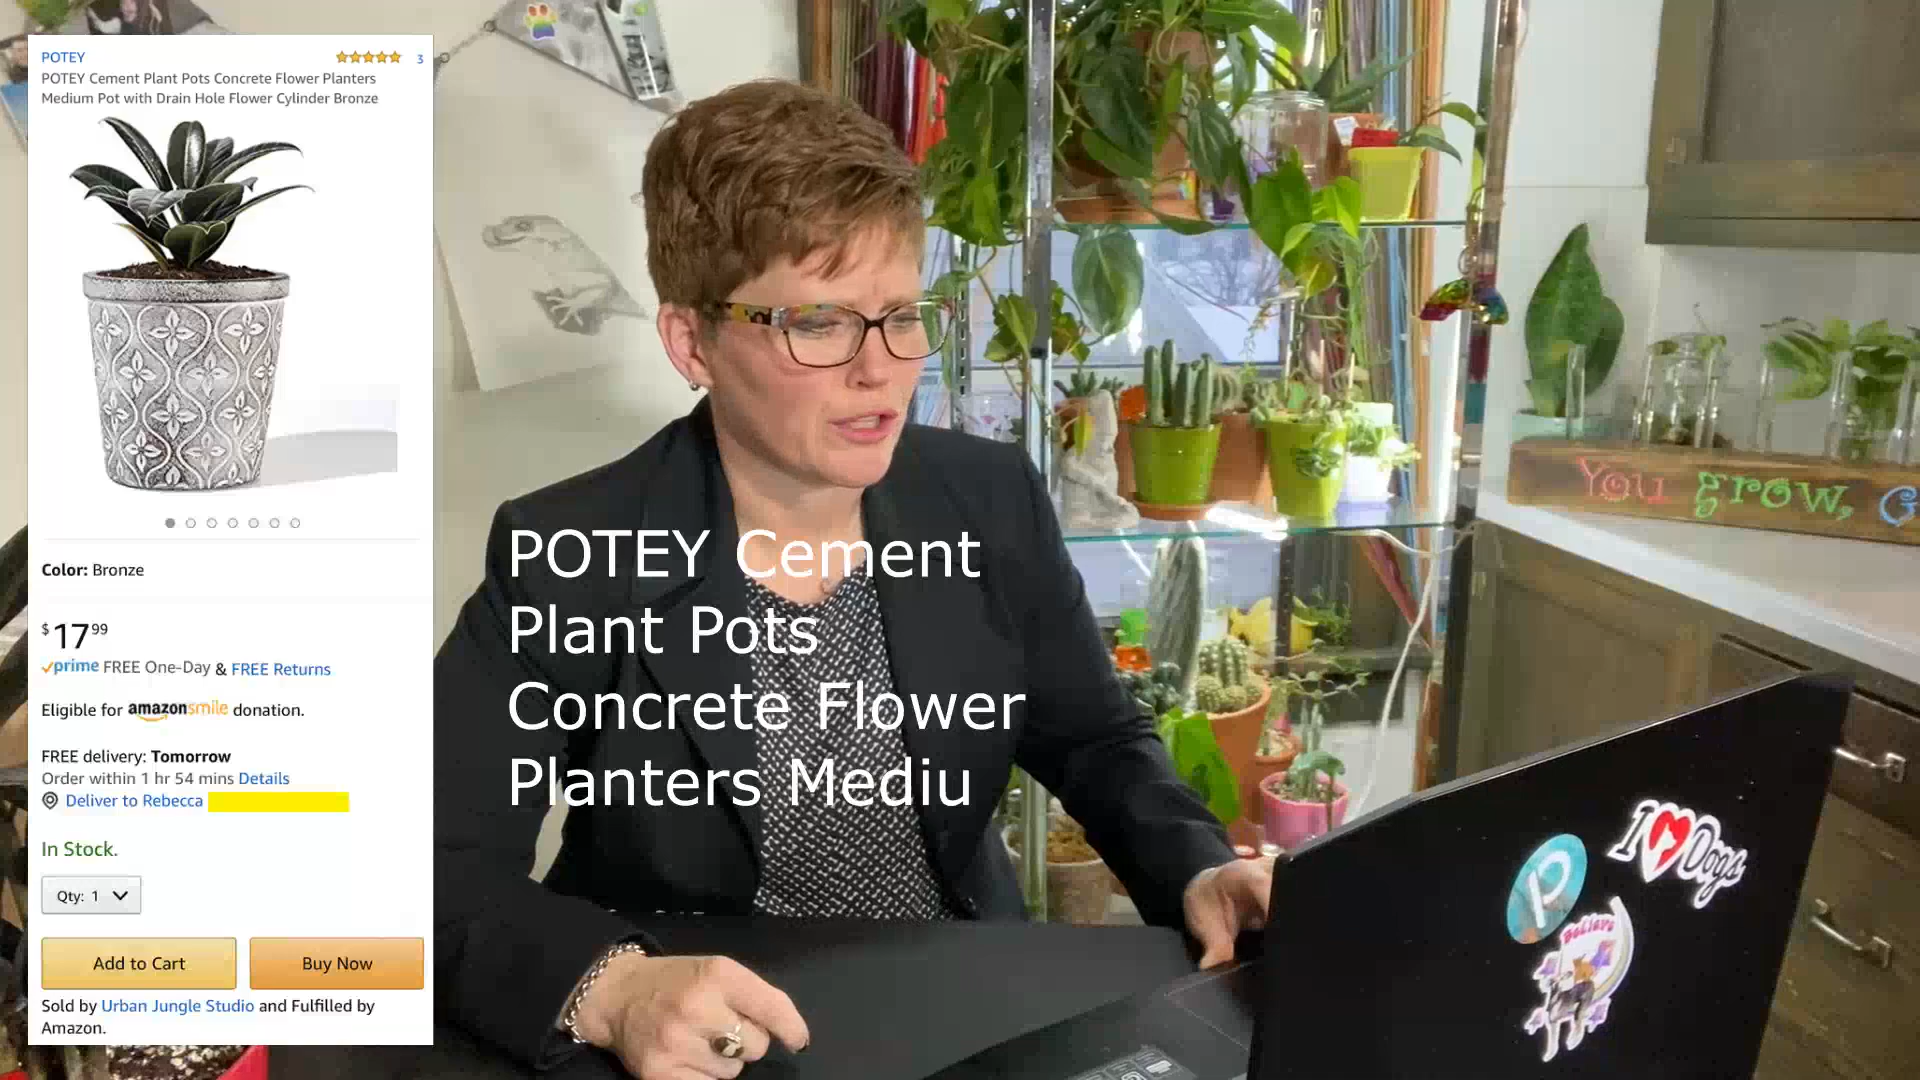 POTEY
3
POTEY Cement Plant Pots Concrete Flower Planters
Medium Pot with Drain Hole Flower Cylinder Bronze
Color: Bronze
$17.99
prime FREE One-Day & FREE Returns
Eligible for amazonsmile donation.
FREE delivery: Tomorrow
Order within 1 hr 54 mins Details
Deliver to Rebecca
In Stock.
Qty: 1
Add to Cart
Buy Now
Sold by Urban Jungle Studio and Fulfilled by
Amazon.
POTEY Cement
Plant Pots
Concrete Flower
Planters Mediu
You grow, G
I Dogs
P
Believe